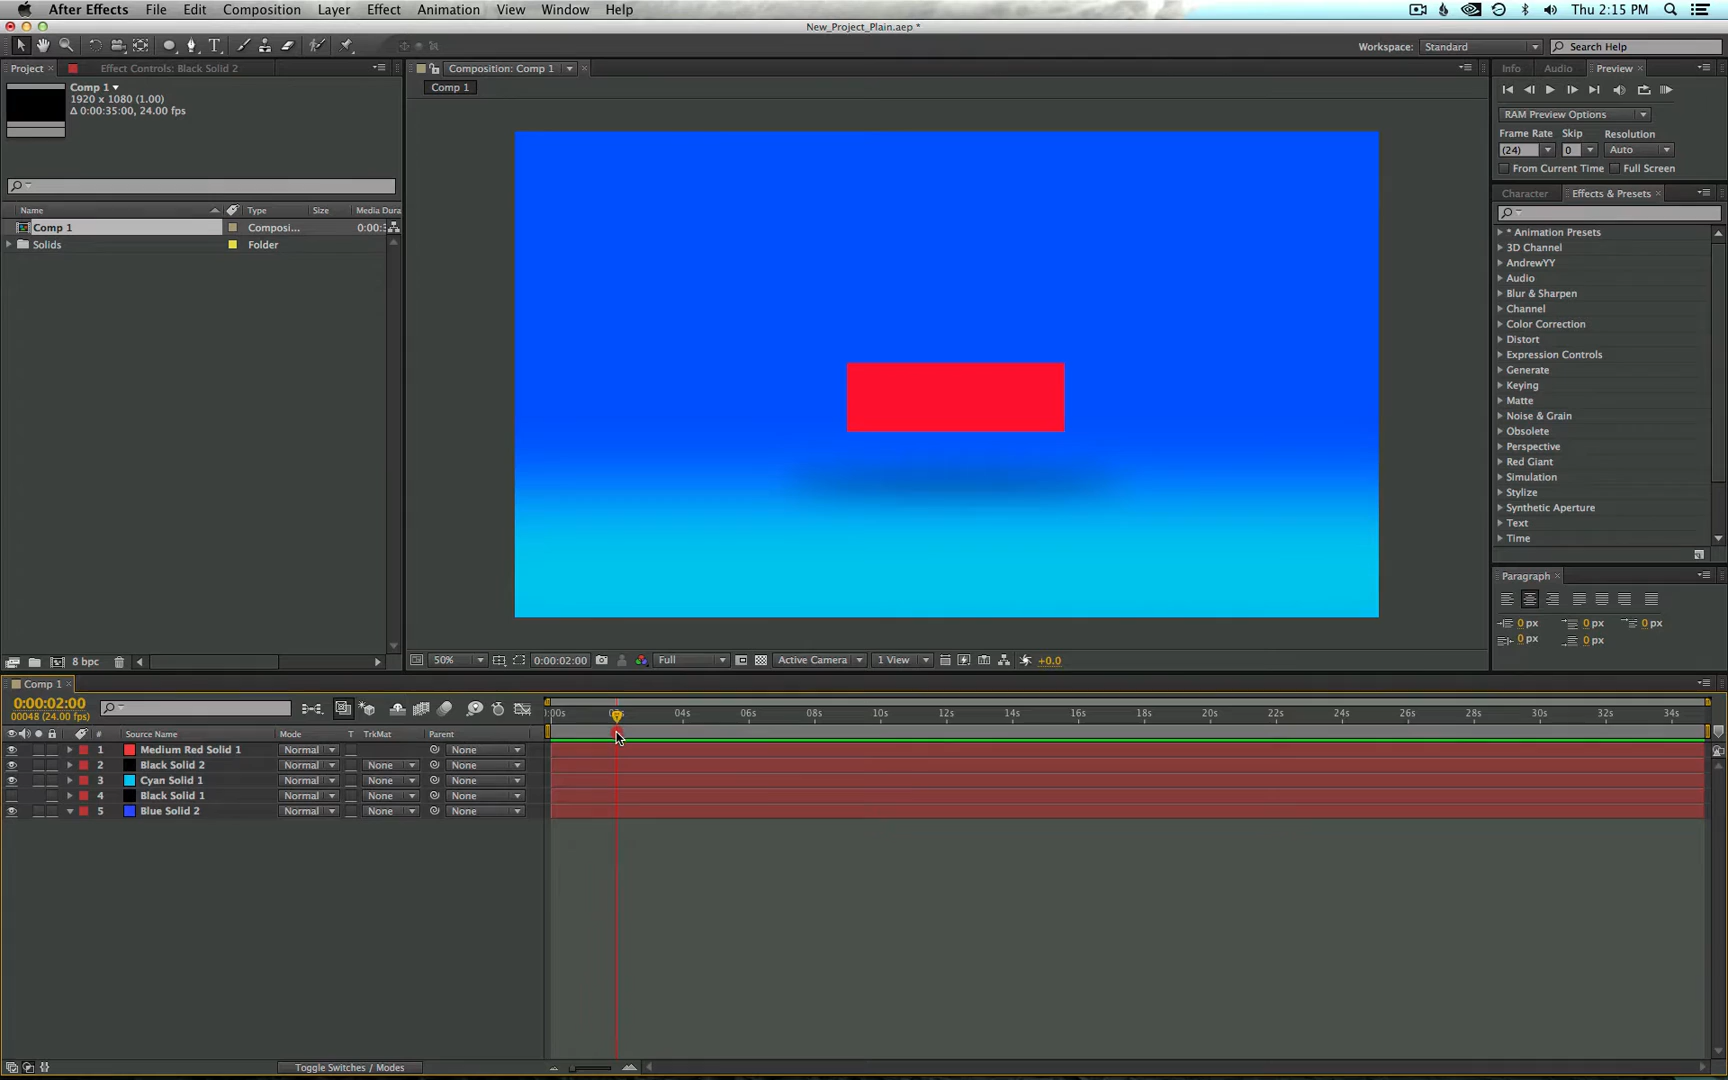 After Effects File Edit Composition Layer Effect Animation View Window Help Thu 2:15 PM
New_Project_Plain.aep *
Workspace: Standard Search Help
Project Effect Controls: Black Solid 2
Comp 1
1920 x 1080 (1.00)
Δ 0:00:35:00, 24.00 fps
Name Type Size Media Dura
Comp 1 Composi... 0:00:3
Solids Folder
8 bpc
Composition: Comp 1
Comp 1
50% 0:00:02:00 Full Active Camera 1 View +0.0
Info Audio Preview
RAM Preview Options
Frame Rate Skip Resolution
(24) 0 Auto
From Current Time Full Screen
Character Effects & Presets
* Animation Presets
3D Channel
AndrewYY
Audio
Blur & Sharpen
Channel
Color Correction
Distort
Expression Controls
Generate
Keying
Matte
Noise & Grain
Obsolete
Perspective
Red Giant
Simulation
Stylize
Synthetic Aperture
Text
Time
Paragraph
0 px 0 px 0 px
0 px 0 px
Comp 1
0:00:02:00
00048 (24.00 fps)
# Source Name Mode T TrkMat Parent
1 Medium Red Solid 1 Normal None
2 Black Solid 2 Normal None None
3 Cyan Solid 1 Normal None None
4 Black Solid 1 Normal None None
5 Blue Solid 2 Normal None None
):00s 04s 06s 08s 10s 12s 14s 16s 18s 20s 22s 24s 26s 28s 30s 32s 34s
Toggle Switches / Modes